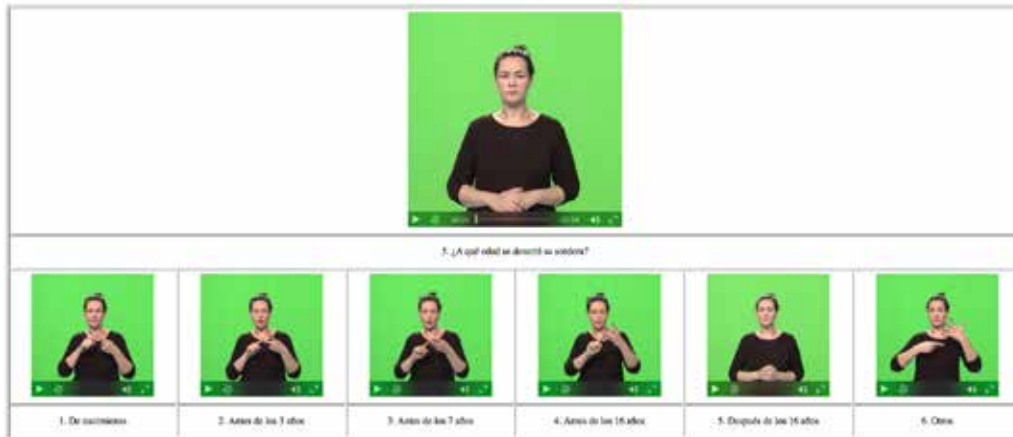 5. ¿A qué edad se detectó su sordera?
1. De nacimiento
2. Antes de los 3 años
3. Antes de los 7 años
4. Antes de los 16 años
5. Después de los 16 años
6. Otros